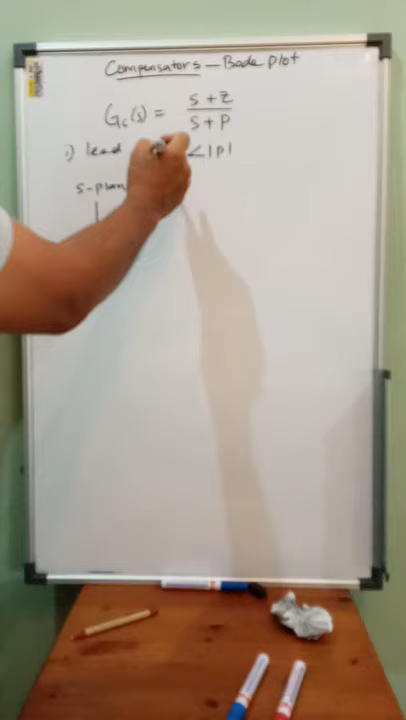 Compensators - Bode plot
Gc(s) = s+z / s+p
i) lead <|p|
s-plan